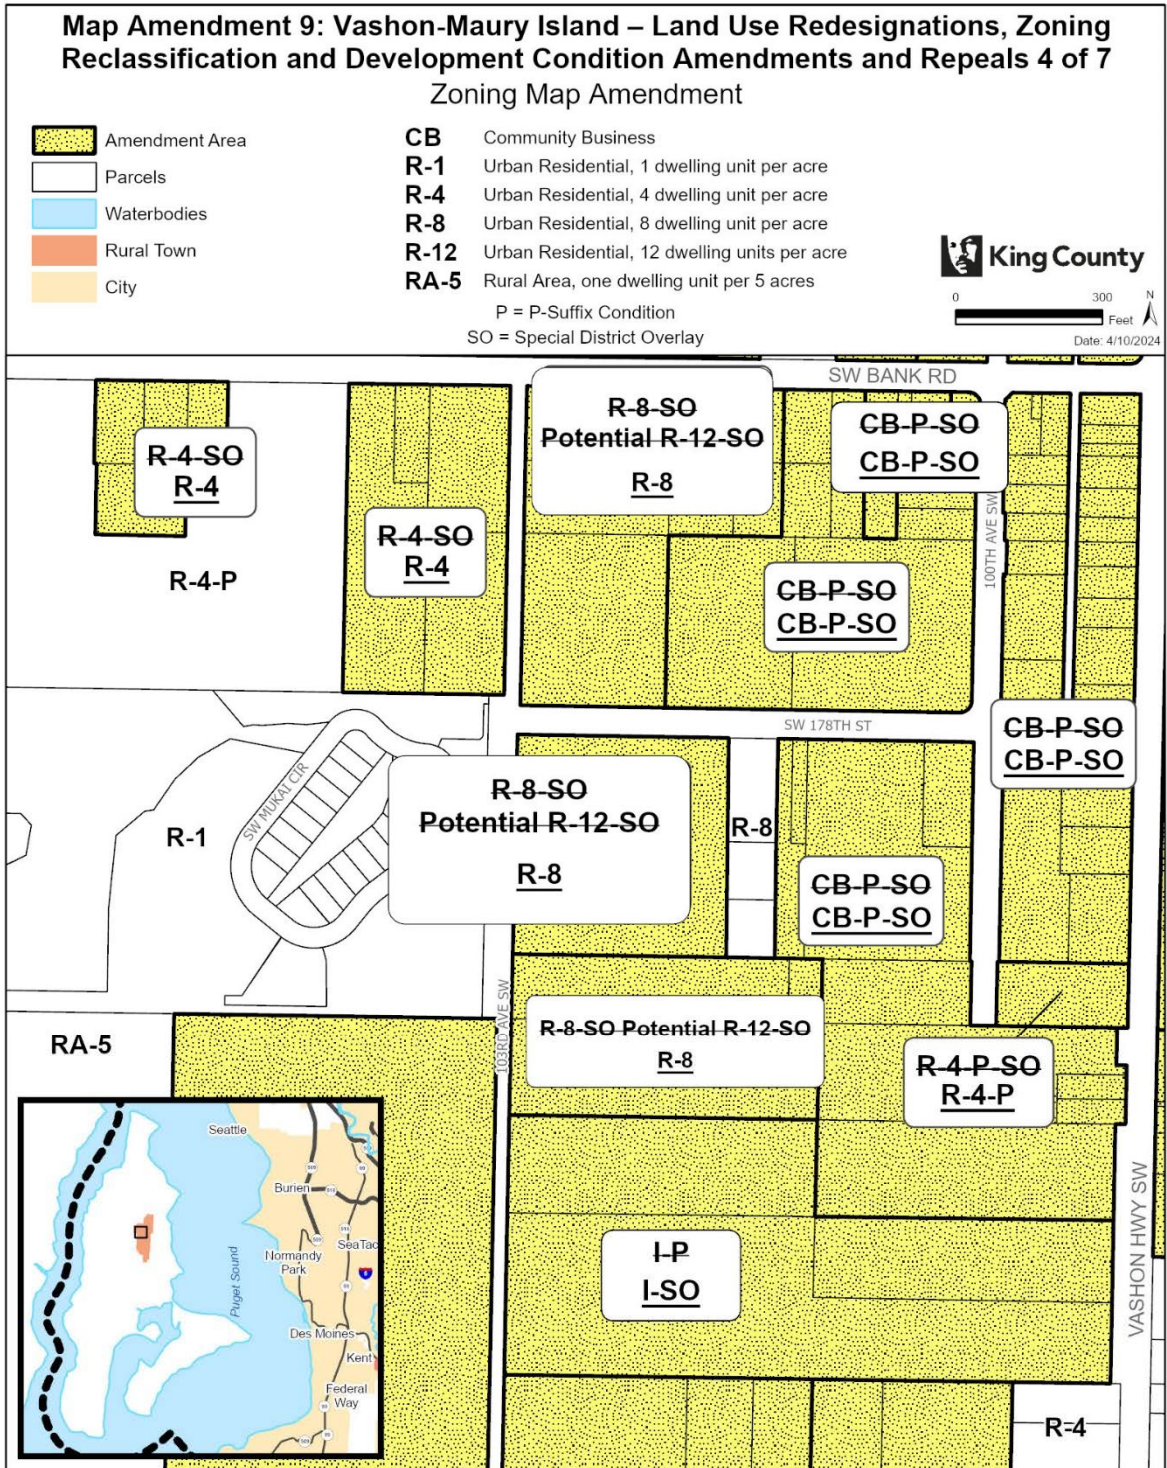 Map Amendment 9: Vashon-Maury Island – Land Use Redesignations, Zoning
Reclassification and Development Condition Amendments and Repeals 4 of 7
Zoning Map Amendment
Amendment Area
Parcels
Waterbodies
Rural Town
City
CB Community Business
R-1 Urban Residential, 1 dwelling unit per acre
R-4 Urban Residential, 4 dwelling unit per acre
R-8 Urban Residential, 8 dwelling unit per acre
R-12 Urban Residential, 12 dwelling units per acre
RA-5 Rural Area, one dwelling unit per 5 acres
P = P-Suffix Condition
SO = Special District Overlay
King County
0 300
Feet
N
Date: 4/10/2024
SW BANK RD
R-4-SO
R-4
R-4-P
R-4-SO
R-4
R-8-SO
Potential R-12-SO
R-8
CB-P-SO
CB-P-SO
100TH AVE SW
CB-P-SO
CB-P-SO
SW 178TH ST
CB-P-SO
CB-P-SO
SW MUKAI CIR
R-1
R-8-SO
Potential R-12-SO
R-8
R-8
CB-P-SO
CB-P-SO
RA-5
103RD AVE SW
R-8-SO Potential R-12-SO
R-8
R-4-P-SO
R-4-P
I-P
I-SO
VASHON HWY SW
R-4
Seattle
Burien
Normandy
Park
SeaTac
Puget Sound
Des Moines
Kent
Federal
Way